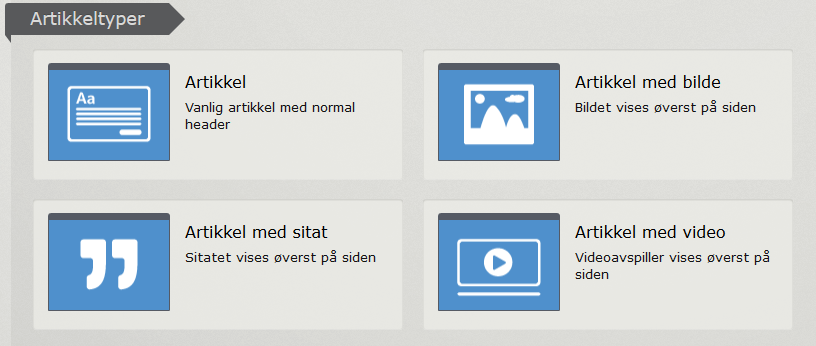 Artikkeltyper
Aa
Artikkel
Vanlig artikkel med normal
header
Artikkel med bilde
Bildet vises øverst på siden
Artikkel med sitat
Sitatet vises øverst på siden
Artikkel med video
Videoavspiller vises øverst på
siden